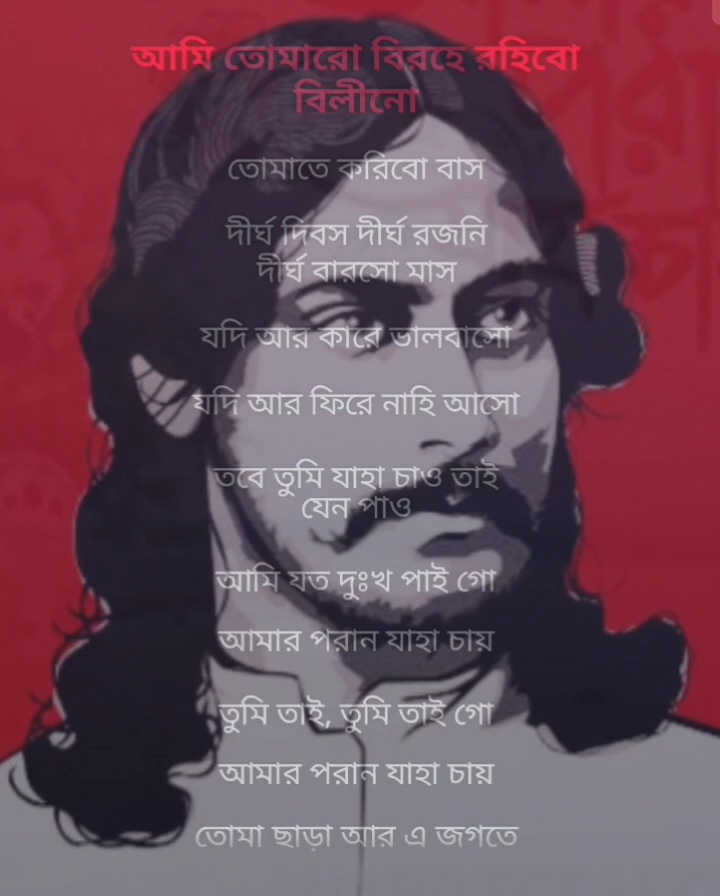 আমি তোমারো বিরহে রহিবো
বিলীনো
তোমাতে করিবো বাস
দীর্ঘ দিবস দীর্ঘ রজনি
দীর্ঘ বারসো মাস
যদি আর কারে ভালবাসো
যদি আর ফিরে নাহি আসো
তবে তুমি যাহা চাও তাই
যেন পাও
আমি যত দুঃখ পাই গো
আমার পরান যাহা চায়
তুমি তাই, তুমি তাই গো
আমার পরান যাহা চায়
তোমা ছাড়া আর এ জগতে